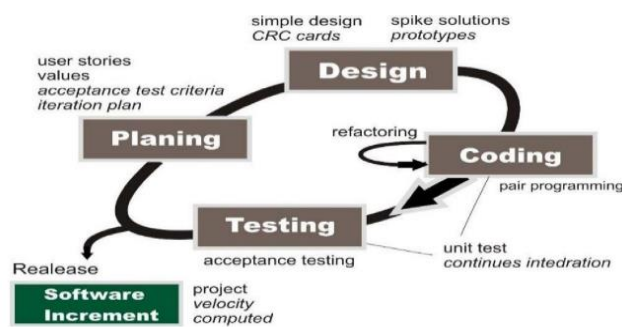 simple design
CRC cards
spike solutions
prototypes
user stories
values
acceptance test criteria
iteration plan
Design
Planing
refactoring
Coding
pair programming
Testing
acceptance testing
unit test
continues intedration
Realease
Software
Increment
project
velocity
computed